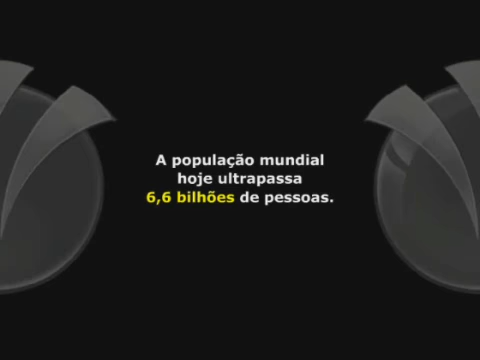 A população mundial
hoje ultrapassa
6,6 bilhões de pessoas.